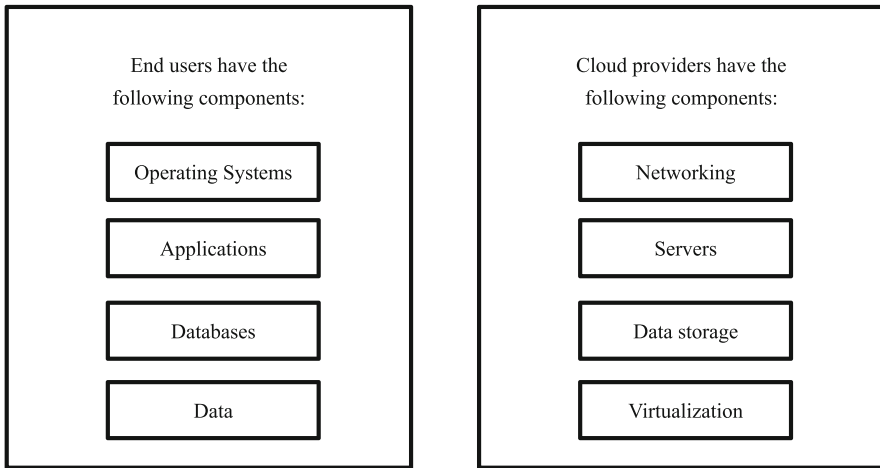 End users have the
following components:
Operating Systems
Applications
Databases
Data
Cloud providers have the
following components:
Networking
Servers
Data storage
Virtualization